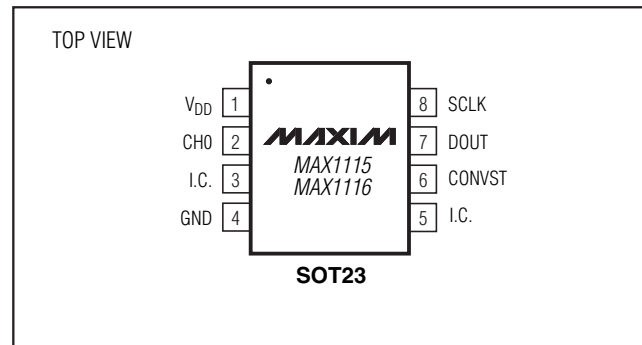 TOP VIEW
V_DD 1
CH0 2
I.C. 3
GND 4
MAXIM
MAX1115
MAX1116
8 SCLK
7 DOUT
6 CONVST
5 I.C.
SOT23